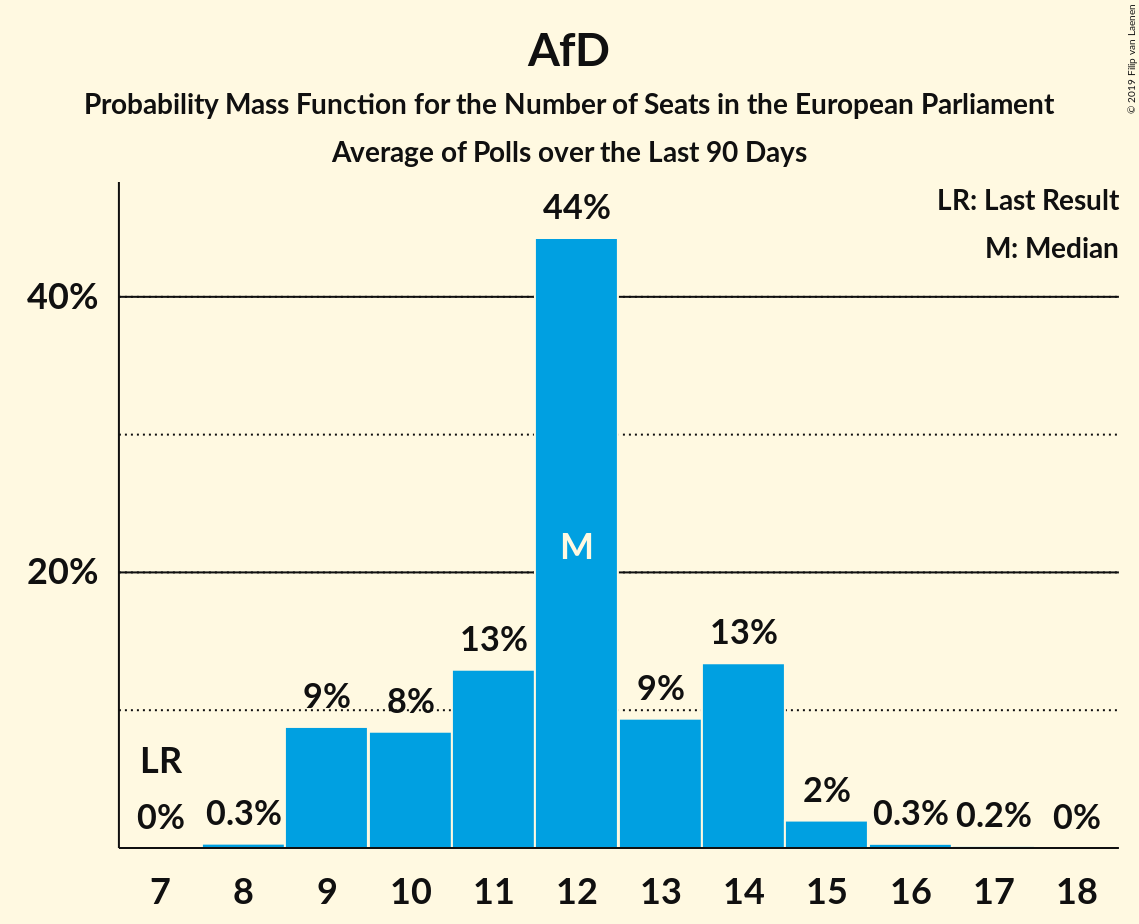 AfD
Probability Mass Function for the Number of Seats in the European Parliament
Average of Polls over the Last 90 Days
© 2019 Filip van Laenen
LR: Last Result
M: Median
44%
40%
M
20%
13%
13%
9%
8%
9%
LR
2%
0%
0.3%
0.3%
0.2%
0%
7 8 9 10 11 12 13 14 15 16 17 18